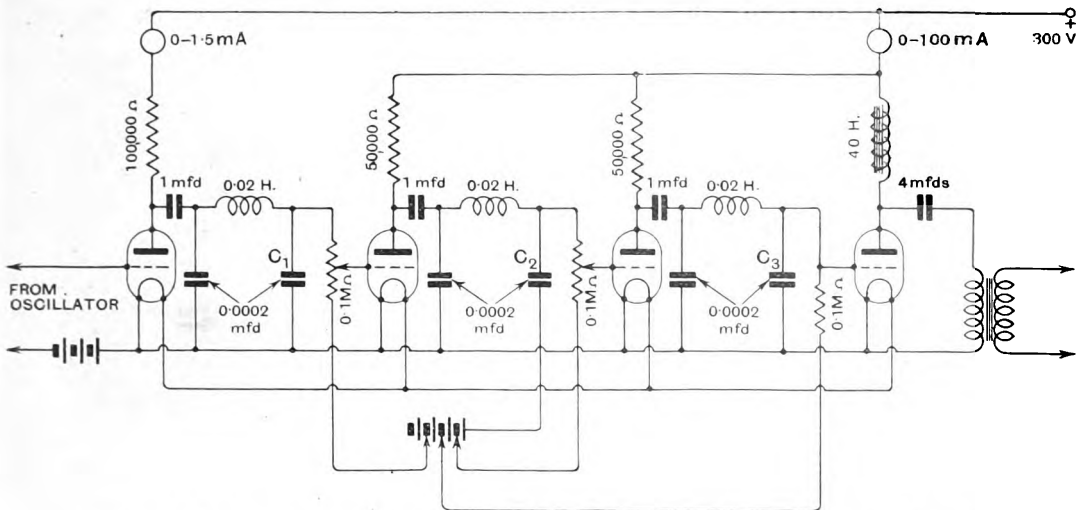 0–1·5 mA
0–100 mA
+
300 V
100,000 Ω
50,000 Ω
50,000 Ω
40 H.
1 mfd
0·02 H.
1 mfd
0·02 H.
1 mfd
0·02 H.
4 mfds
C1
C2
C3
FROM
OSCILLATOR
0·0002
mfd
0·1MΩ
0·0002
mfd
0·1MΩ
0·0002
mfd
0·1MΩ